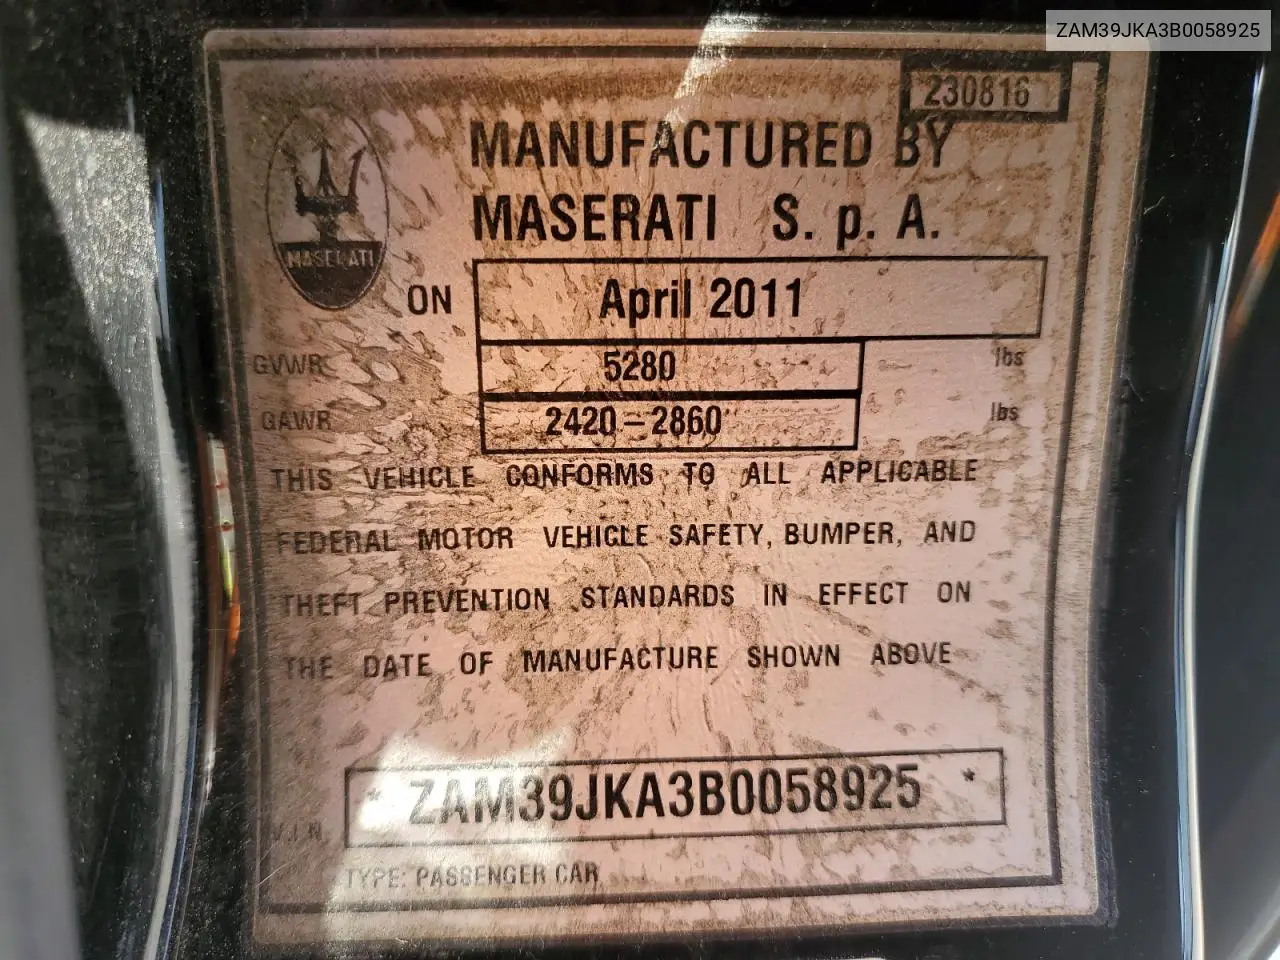 ZAM39JKA3B0058925
230816
MANUFACTURED BY
MASERATI S. p. A.
MASERATI
ON April 2011
GVWR 5280 lbs
GAWR 2420-2860 lbs
THIS VEHICLE CONFORMS TO ALL APPLICABLE
FEDERAL MOTOR VEHICLE SAFETY, BUMPER, AND
THEFT PREVENTION STANDARDS IN EFFECT ON
THE DATE OF MANUFACTURE SHOWN ABOVE
V.I.N. * ZAM39JKA3B0058925 *
TYPE: PASSENGER CAR